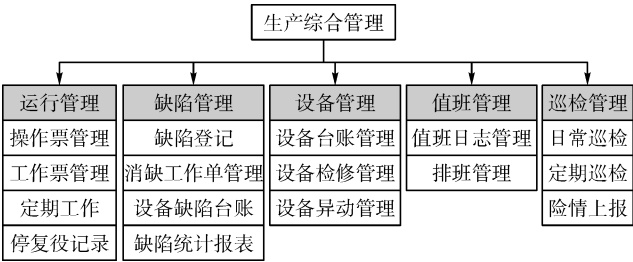 生产综合管理
运行管理
操作票管理
工作票管理
定期工作
停复役记录
缺陷管理
缺陷登记
消缺工作单管理
设备缺陷台账
缺陷统计报表
设备管理
设备台账管理
设备检修管理
设备异动管理
值班管理
值班日志管理
排班管理
巡检管理
日常巡检
定期巡检
险情上报